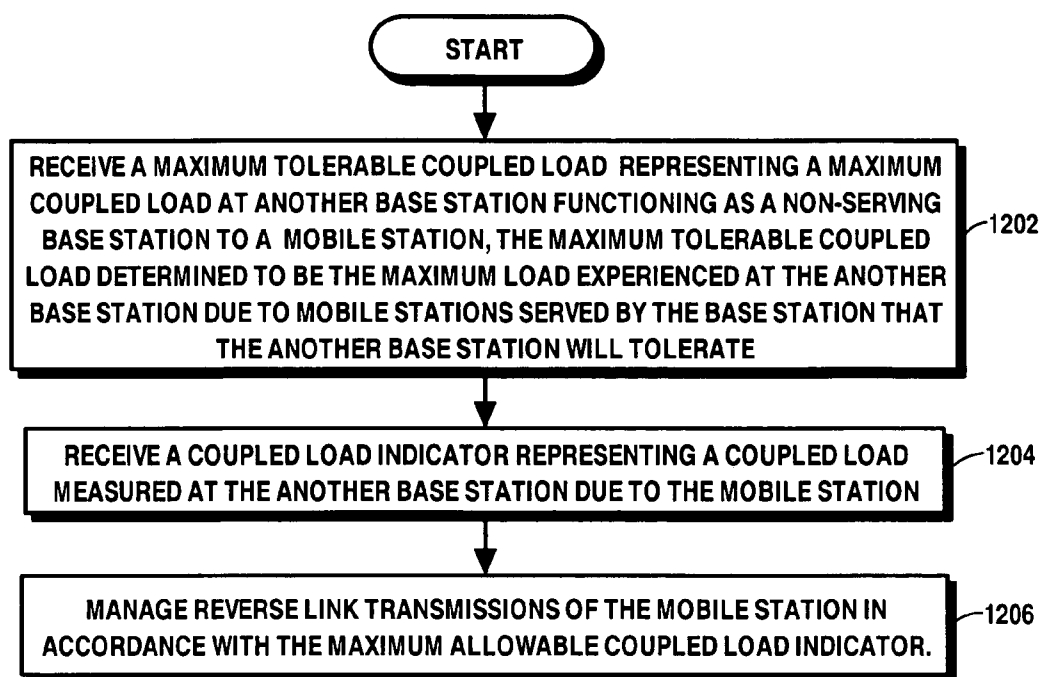 START
RECEIVE A MAXIMUM TOLERABLE COUPLED LOAD REPRESENTING A MAXIMUM
COUPLED LOAD AT ANOTHER BASE STATION FUNCTIONING AS A NON-SERVING
BASE STATION TO A MOBILE STATION, THE MAXIMUM TOLERABLE COUPLED
LOAD DETERMINED TO BE THE MAXIMUM LOAD EXPERIENCED AT THE ANOTHER
BASE STATION DUE TO MOBILE STATIONS SERVED BY THE BASE STATION THAT
THE ANOTHER BASE STATION WILL TOLERATE
1202
RECEIVE A COUPLED LOAD INDICATOR REPRESENTING A COUPLED LOAD
MEASURED AT THE ANOTHER BASE STATION DUE TO THE MOBILE STATION
1204
MANAGE REVERSE LINK TRANSMISSIONS OF THE MOBILE STATION IN
ACCORDANCE WITH THE MAXIMUM ALLOWABLE COUPLED LOAD INDICATOR.
1206